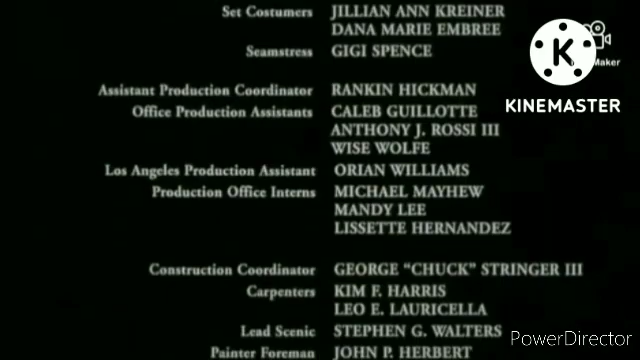 Set Costumers JILLIAN ANN KREINER
DANA MARIE EMBREE
Seamstress GIGI SPENCE
Assistant Production Coordinator RANKIN HICKMAN
Office Production Assistants CALEB GUILLOTTE
ANTHONY J. ROSSI III
WISE WOLFE
Los Angeles Production Assistant ORIAN WILLIAMS
Production Office Interns MICHAEL MAYHEW
MANDY LEE
LISSETTE HERNANDEZ
Construction Coordinator GEORGE “CHUCK” STRINGER III
Carpenters KIM F. HARRIS
LEO E. LAURICELLA
Lead Scenic STEPHEN G. WALTERS
Painter Foreman JOHN P. HERBERT
K
Maker
KINEMASTER
PowerDirector